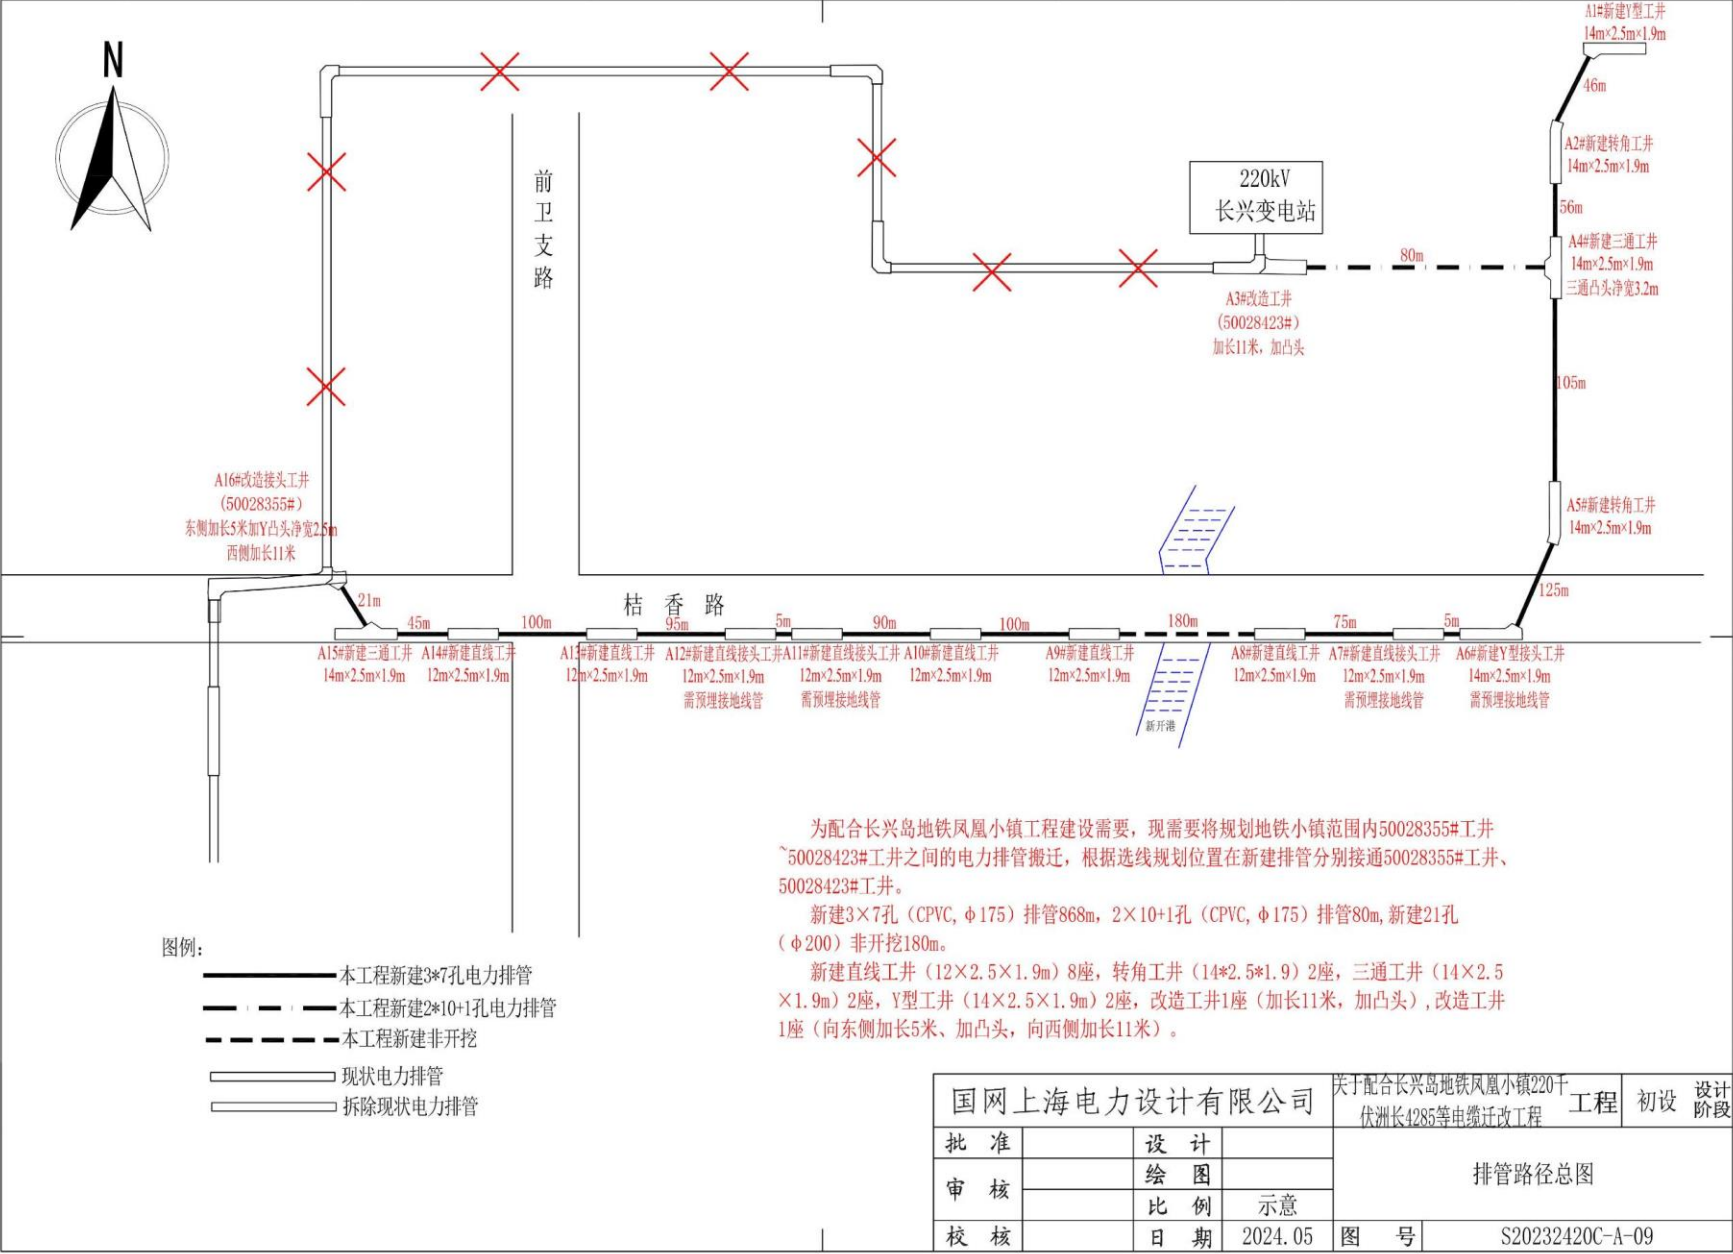 N
A1#新建Y型工井
14m×2.5m×1.9m
46m
A2#新建转角工井
14m×2.5m×1.9m
56m
前卫支路
220kV
长兴变电站
A4#新建三通工井
14m×2.5m×1.9m
三通凸头净宽3.2m
80m
A3#改造工井
(50028423#)
加长11米，加凸头
105m
A16#改造接头工井
(50028355#)
东侧加长5米加Y凸头净宽2.5m
西侧加长11米
A5#新建转角工井
14m×2.5m×1.9m
125m
桔 香 路
21m
45m
100m
95m
5m
90m
100m
180m
75m
5m
A15#新建三通工井
14m×2.5m×1.9m
A14#新建直线工井
12m×2.5m×1.9m
A13#新建直线工井
12m×2.5m×1.9m
A12#新建直线接头工井
12m×2.5m×1.9m
需预埋接地线管
A11#新建直线接头工井
12m×2.5m×1.9m
需预埋接地线管
A10#新建直线工井
12m×2.5m×1.9m
A9#新建直线工井
12m×2.5m×1.9m
A8#新建直线工井
12m×2.5m×1.9m
A7#新建直线接头工井
12m×2.5m×1.9m
需预埋接地线管
A6#新建Y型接头工井
14m×2.5m×1.9m
需预埋接地线管
新开港
为配合长兴岛地铁凤凰小镇工程建设需要，现需要将规划地铁小镇范围内50028355#工井
~50028423#工井之间的电力排管搬迁，根据选线规划位置在新建排管分别接通50028355#工井、
50028423#工井。
新建3×7孔（CPVC,φ175）排管868m，2×10+1孔（CPVC,φ175）排管80m,新建21孔
（φ200）非开挖180m。
新建直线工井（12×2.5×1.9m）8座，转角工井（14*2.5*1.9）2座，三通工井（14×2.5
×1.9m）2座，Y型工井（14×2.5×1.9m）2座，改造工井1座（加长11米，加凸头）,改造工井
1座（向东侧加长5米、加凸头，向西侧加长11米）。
图例:
本工程新建3*7孔电力排管
本工程新建2*10+1孔电力排管
本工程新建非开挖
现状电力排管
拆除现状电力排管
国网上海电力设计有限公司
关于配合长兴岛地铁凤凰小镇220千
伏洲长4285等电缆迁改工程
工程
初设
设计
阶段
批 准
设 计
审 核
绘 图
比 例
示意
校 核
日 期
2024.05
排管路径总图
图 号
S20232420C-A-09